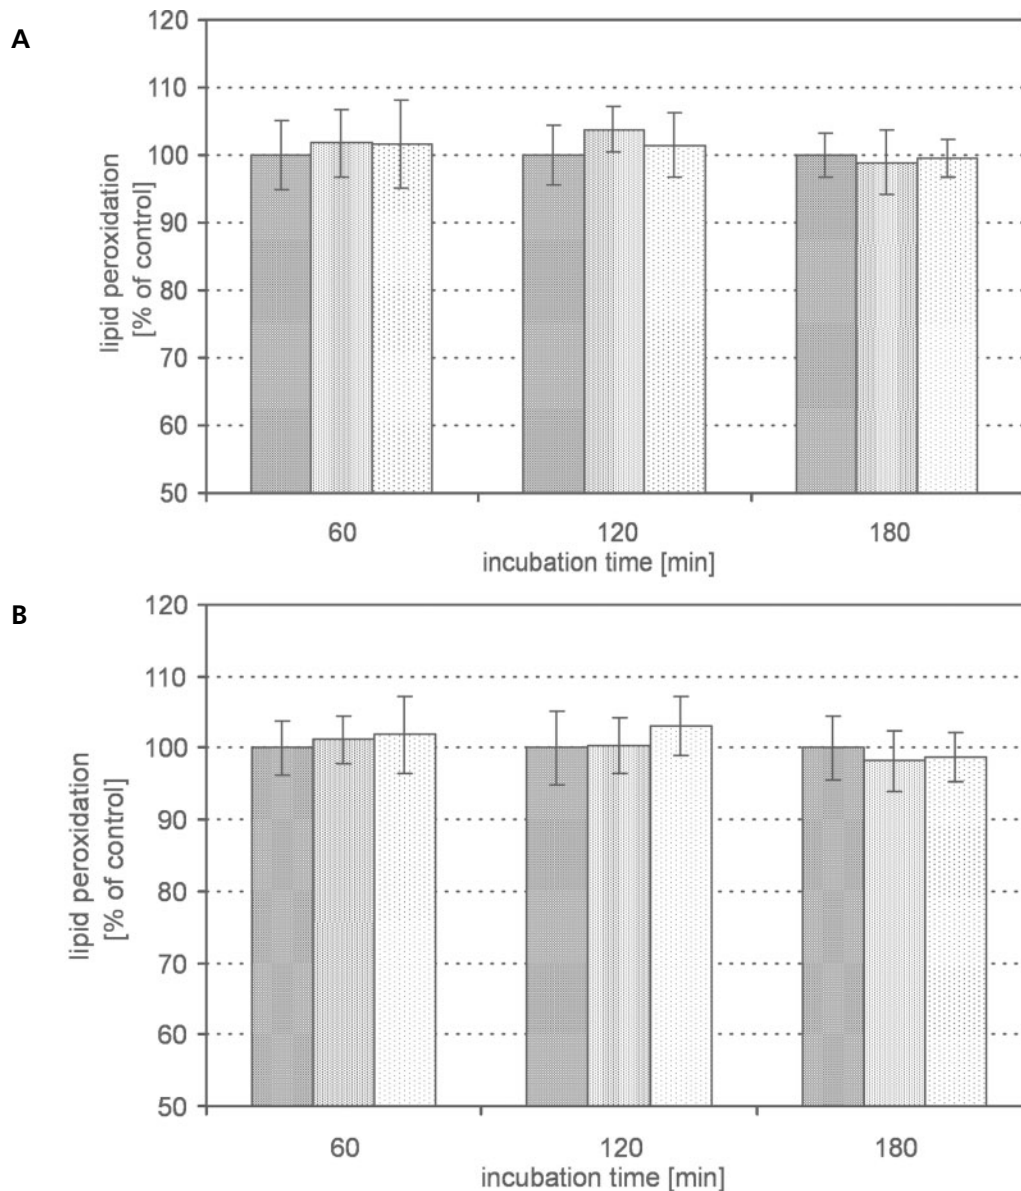 A
120
110
100
90
80
70
60
50
lipid peroxidation
[% of control]
60 120 180
incubation time [min]
B
120
110
100
90
80
70
60
50
lipid peroxidation
[% of control]
60 120 180
incubation time [min]